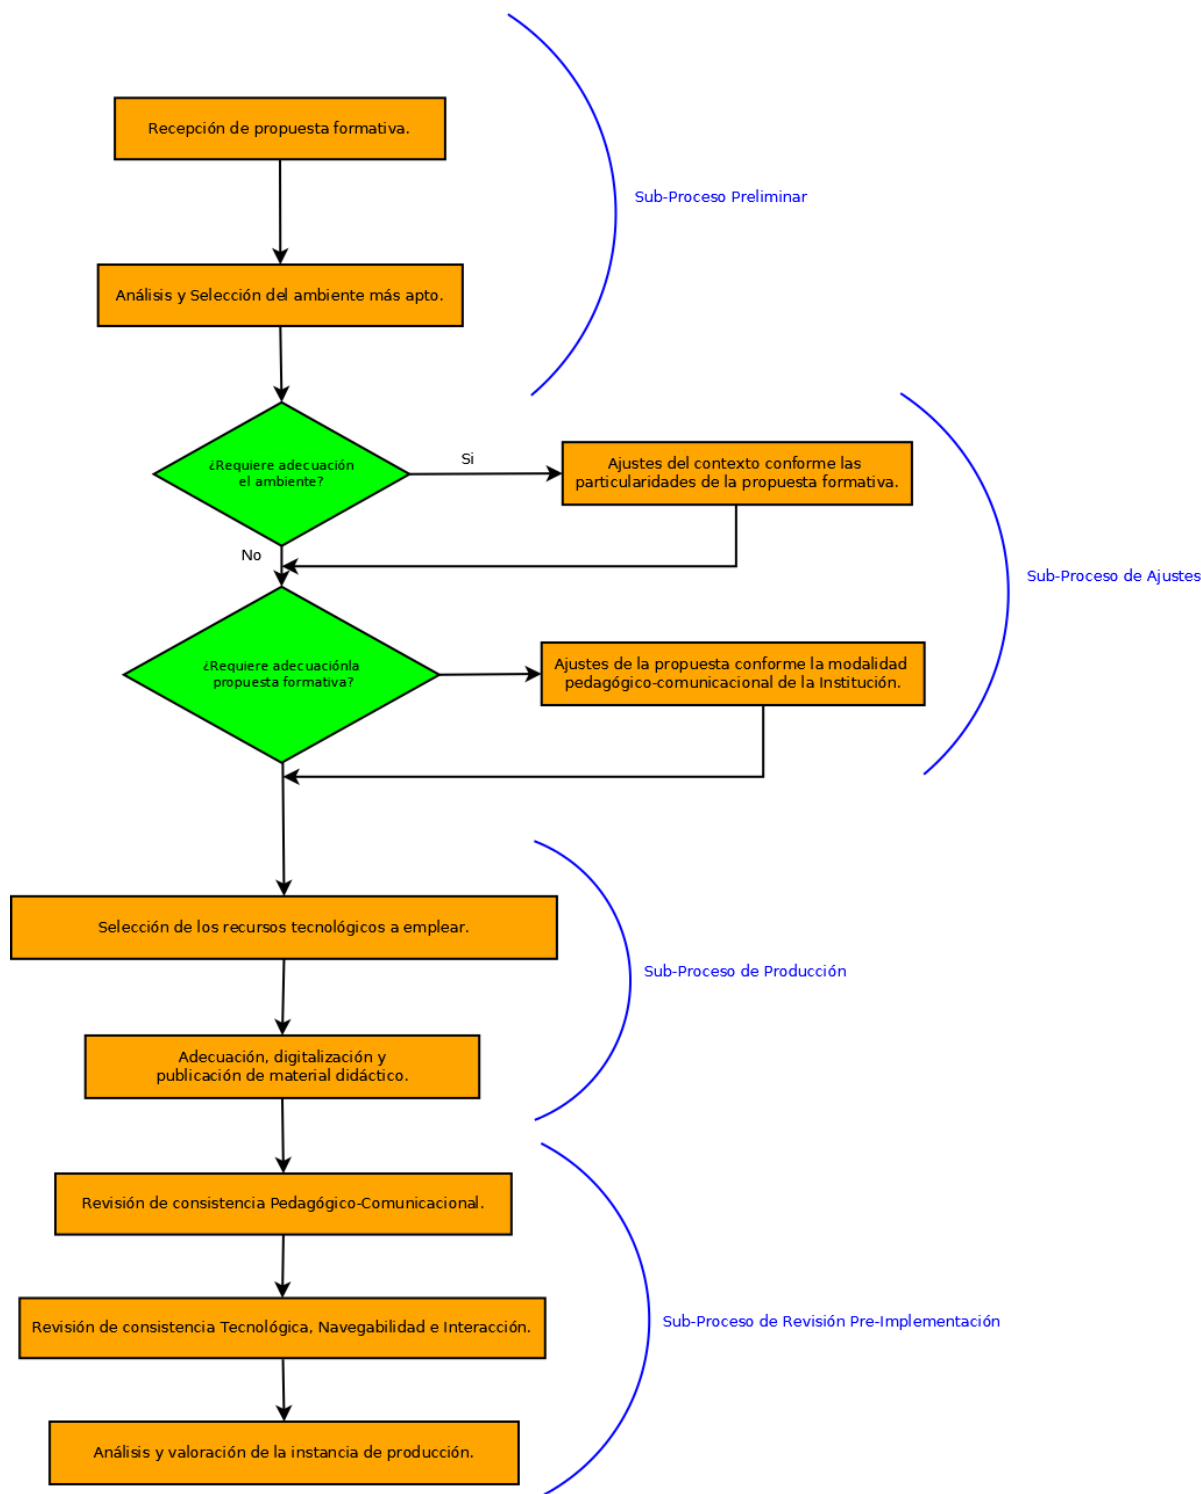 Recepción de propuesta formativa.
Sub-Proceso Preliminar
Análisis y Selección del ambiente más apto.
¿Requiere adecuación
el ambiente?
Si
Ajustes del contexto conforme las
particularidades de la propuesta formativa.
No
Sub-Proceso de Ajustes
¿Requiere adecuaciónla
propuesta formativa?
Ajustes de la propuesta conforme la modalidad
pedagógico-comunicacional de la Institución.
Selección de los recursos tecnológicos a emplear.
Sub-Proceso de Producción
Adecuación, digitalización y
publicación de material didáctico.
Revisión de consistencia Pedagógico-Comunicacional.
Revisión de consistencia Tecnológica, Navegabilidad e Interacción.
Sub-Proceso de Revisión Pre-Implementación
Análisis y valoración de la instancia de producción.